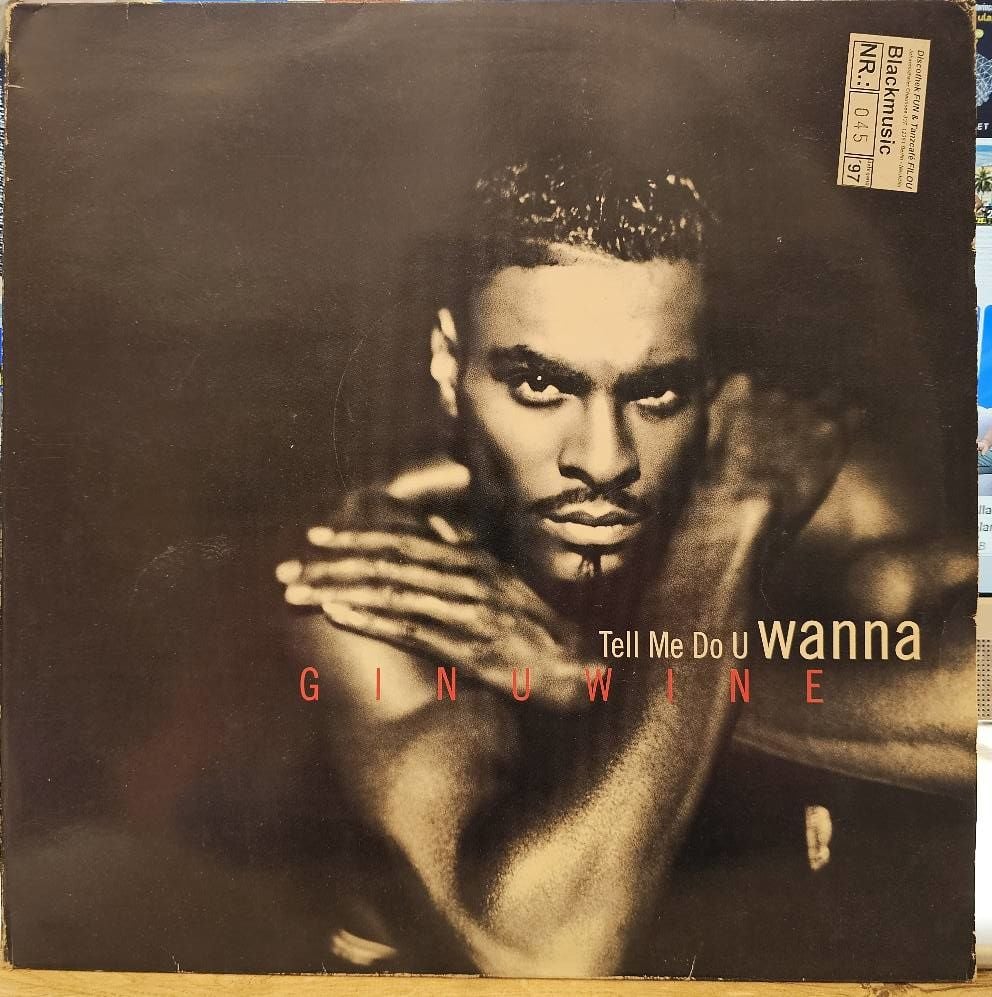 Discothek FUN & Tanzcafé FILOU
Blackmusic
NR.: 045 97
Tell Me Do U wanna
GINUWINE